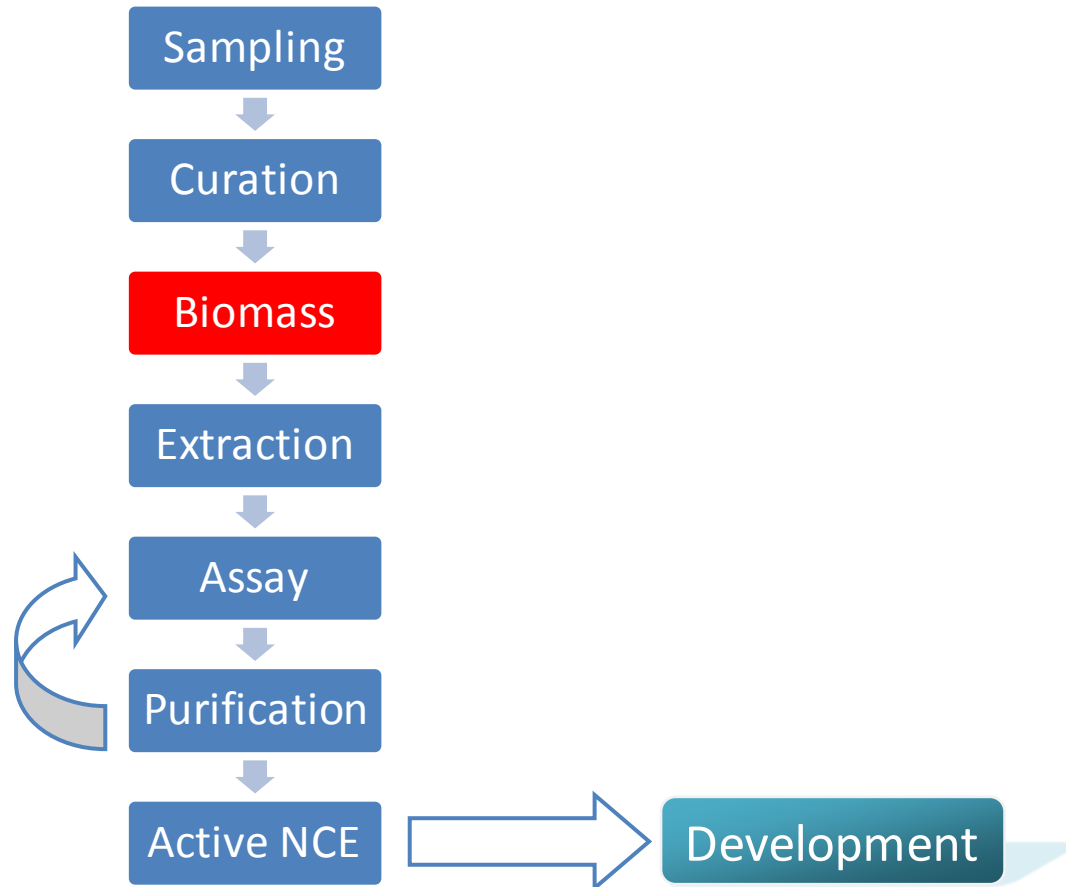 Sampling
Curation
Biomass
Extraction
Assay
Purification
Active NCE
Development